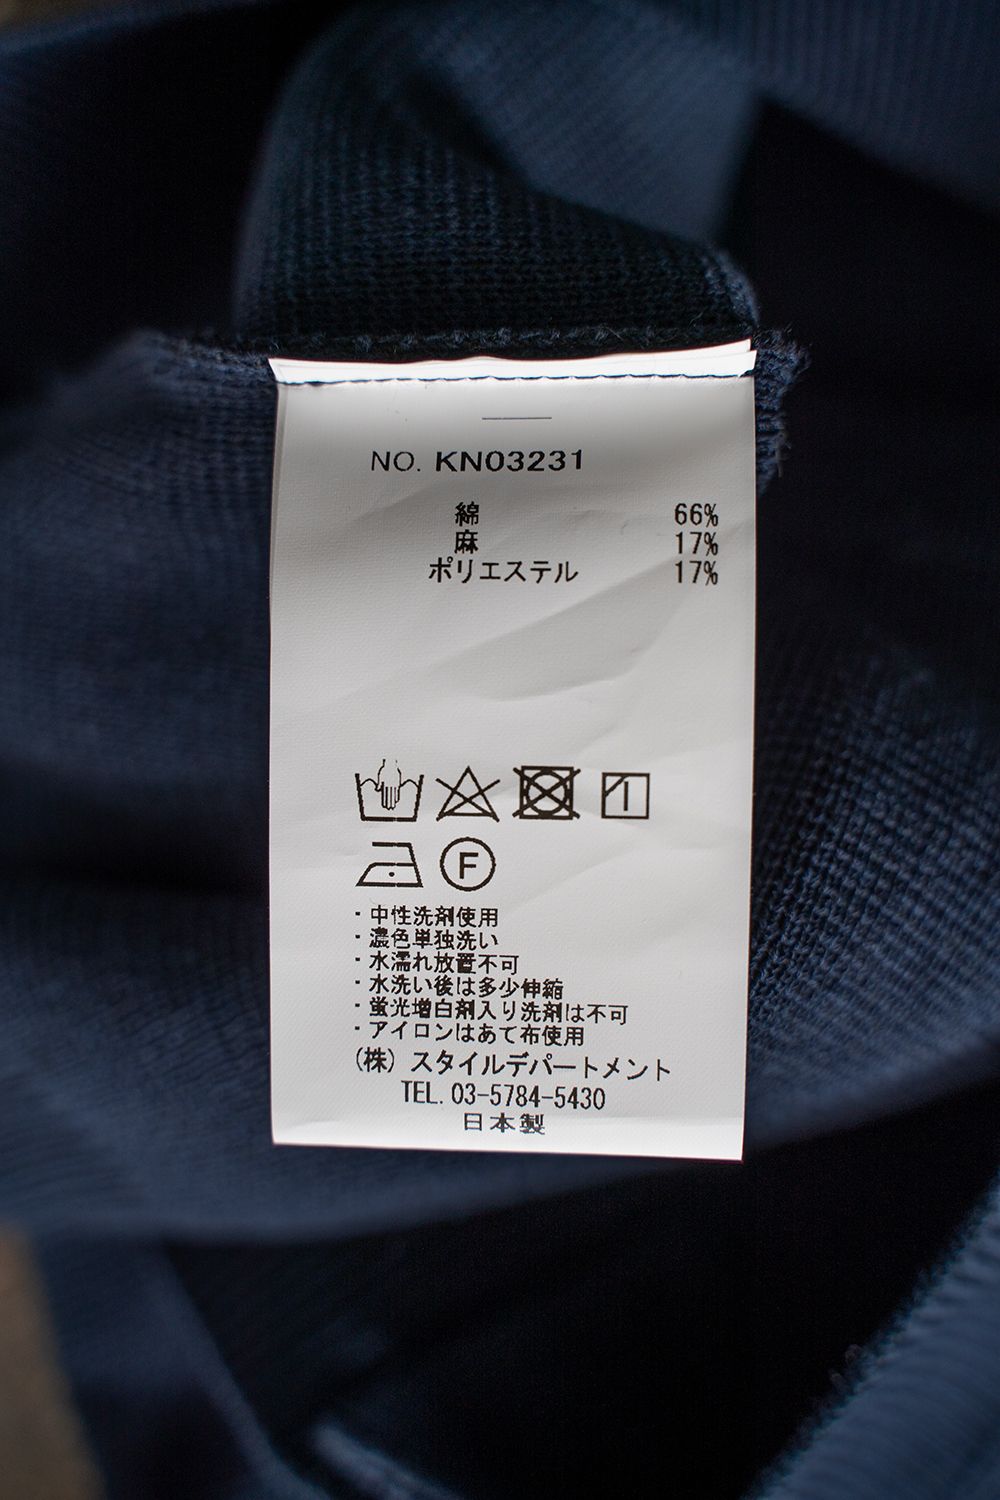 NO. KN03231
綿 66%
麻 17%
ポリエステル 17%
F
・中性洗剤使用
・濃色単独洗い
・水濡れ放置不可
・水洗い後は多少伸縮
・蛍光増白剤入り洗剤は不可
・アイロンはあて布使用
(株) スタイルデパートメント
TEL. 03-5784-5430
日本製